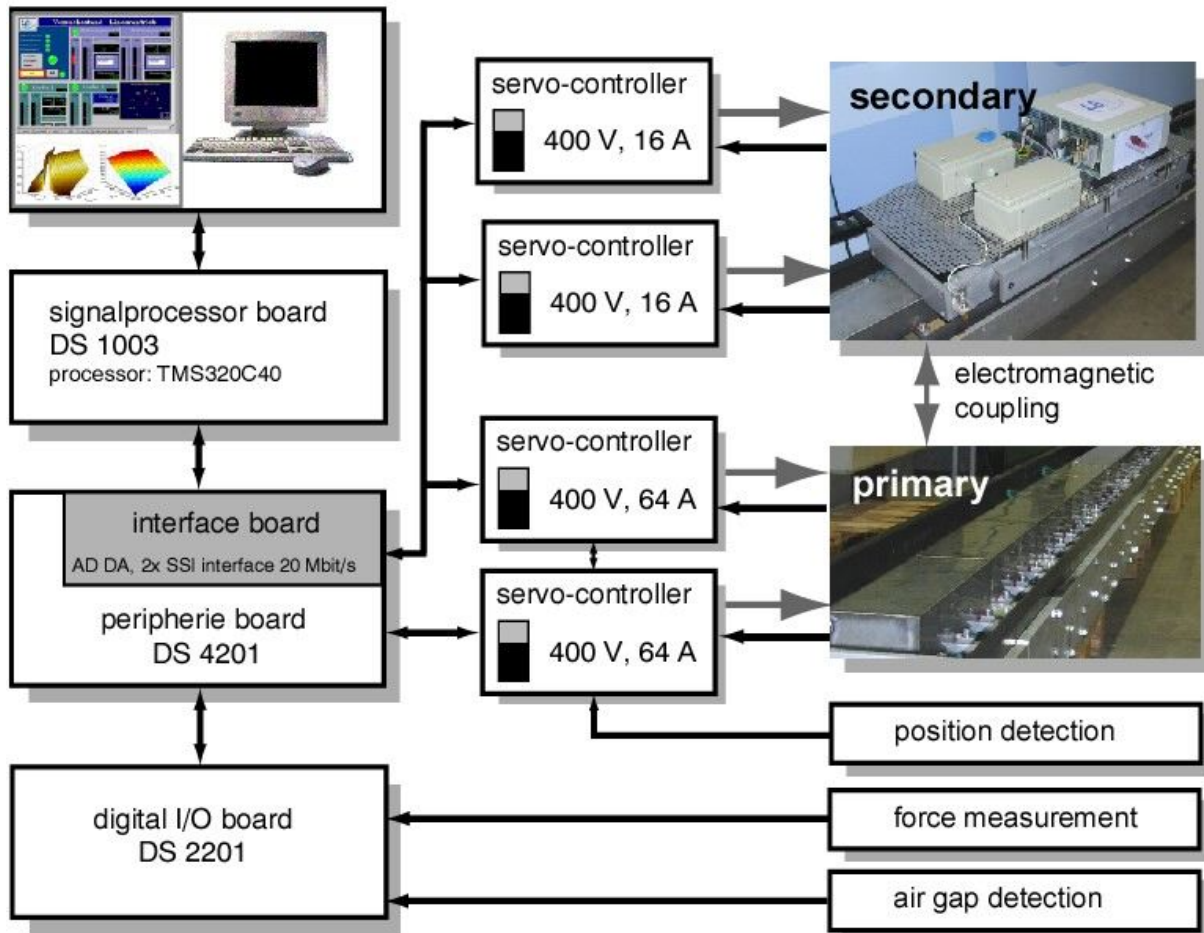 signalprocessor board
DS 1003
processor: TMS320C40
interface board
AD DA, 2x SSI interface 20 Mbit/s
peripherie board
DS 4201
digital I/O board
DS 2201
servo-controller
400 V, 16 A
servo-controller
400 V, 16 A
servo-controller
400 V, 64 A
servo-controller
400 V, 64 A
secondary
electromagnetic
coupling
primary
position detection
force measurement
air gap detection